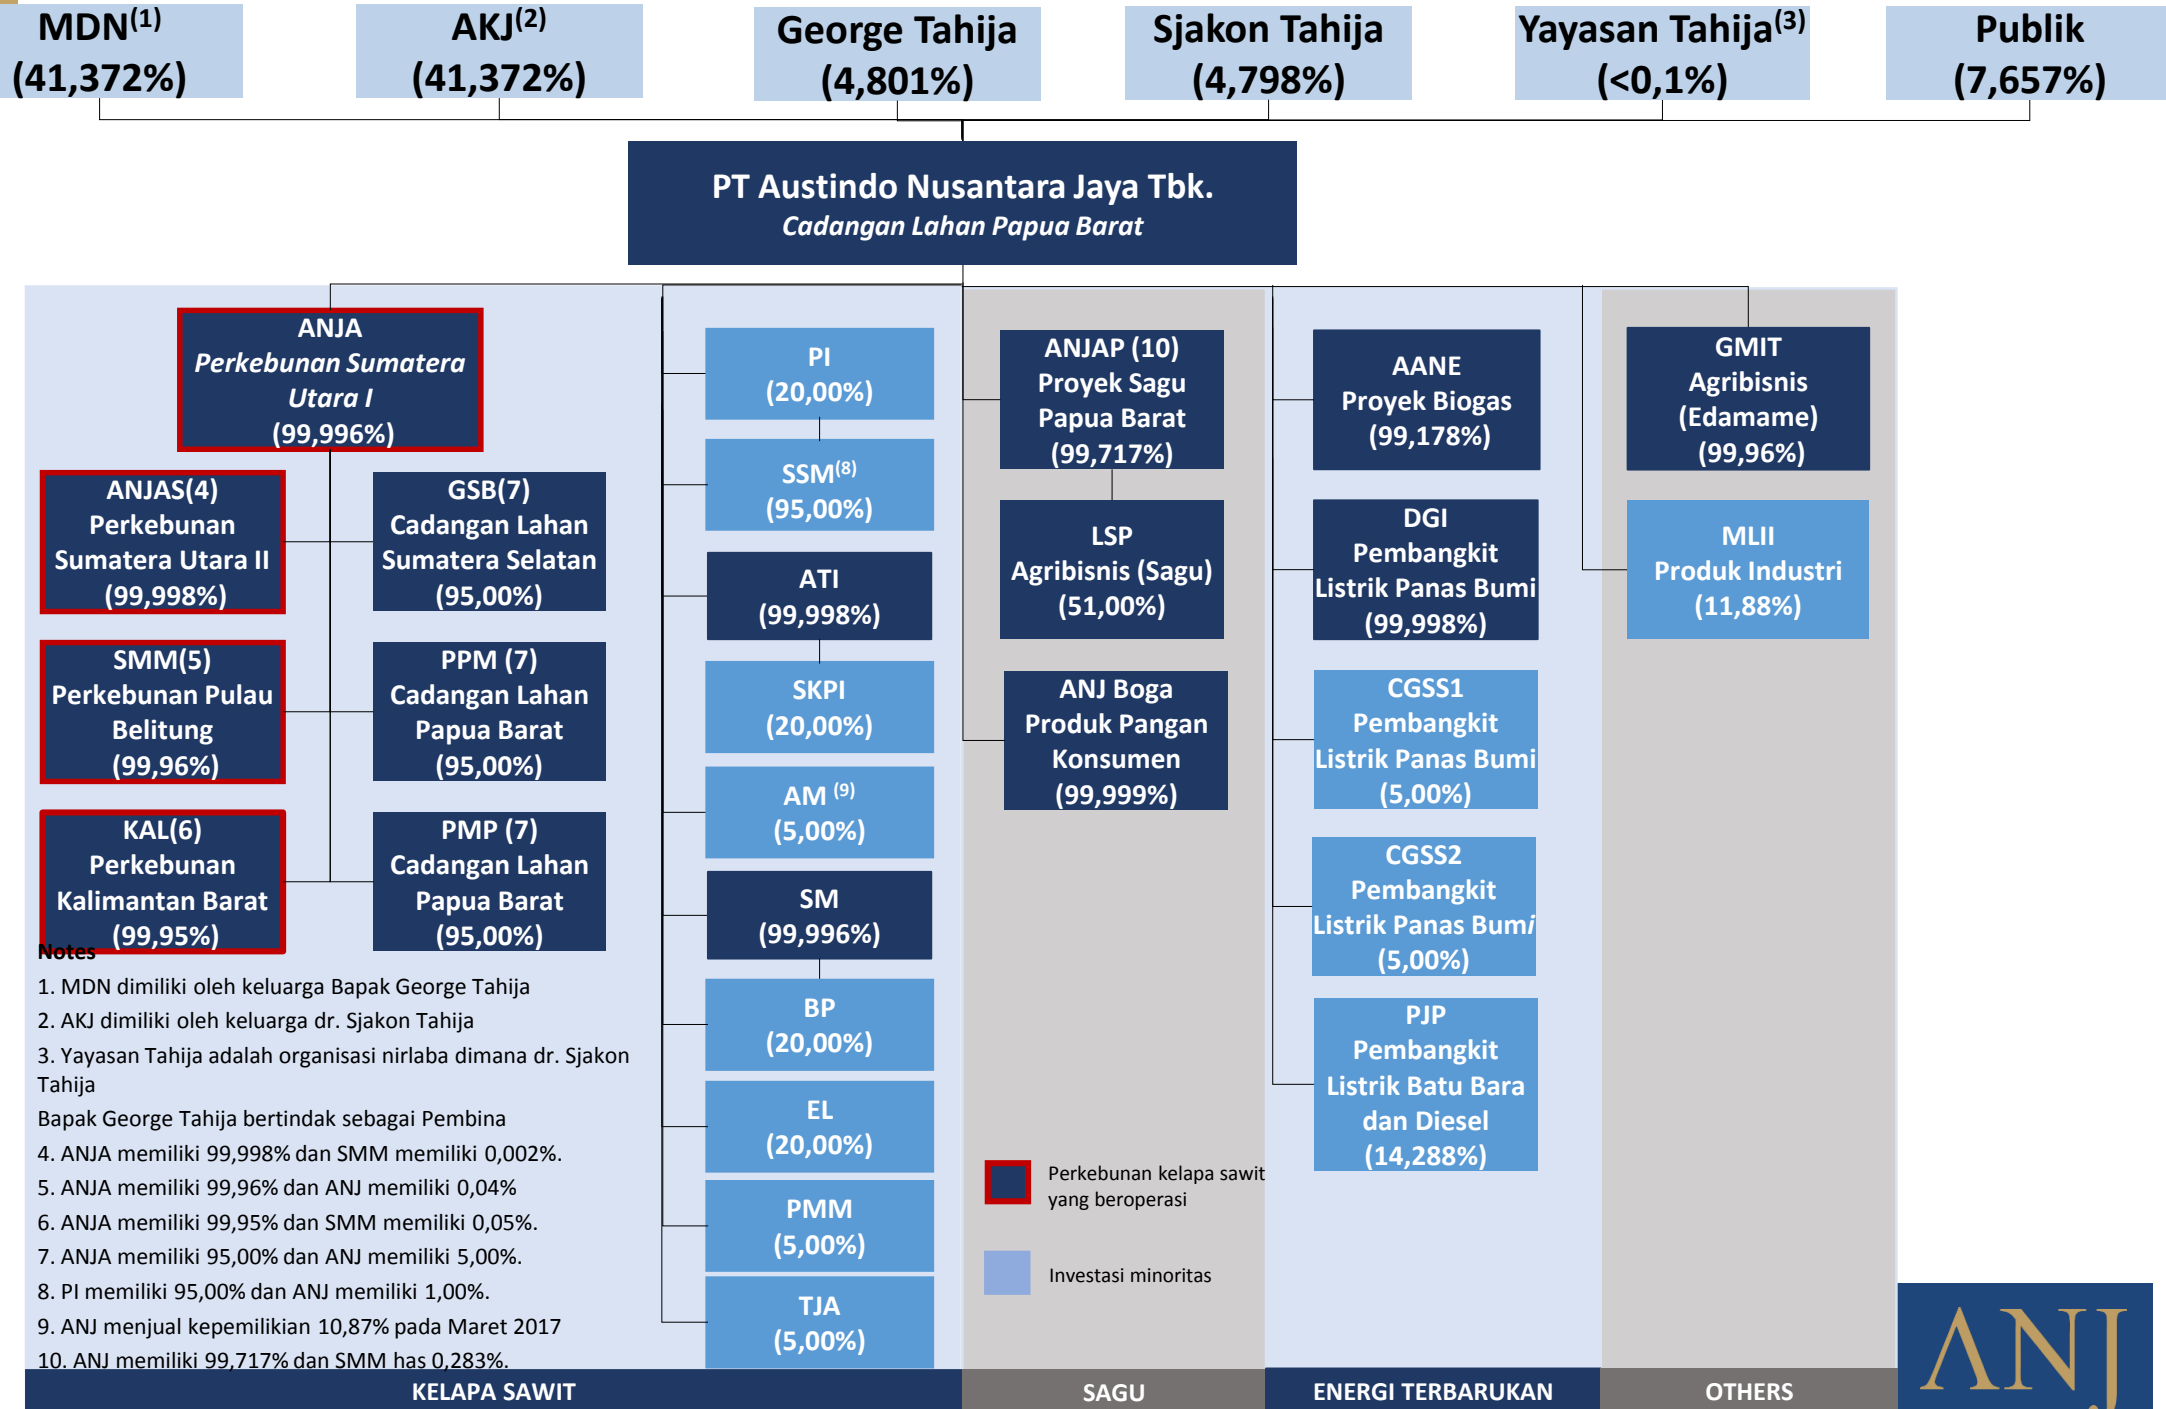 MDN(1)
(41,372%)
AKJ(2)
(41,372%)
George Tahija
(4,801%)
Sjakon Tahija
(4,798%)
Yayasan Tahija(3)
(<0,1%)
Publik
(7,657%)
PT Austindo Nusantara Jaya Tbk.
Cadangan Lahan Papua Barat
ANJA
Perkebunan Sumatera
Utara I
(99,996%)
ANJAS(4)
Perkebunan
Sumatera Utara II
(99,998%)
GSB(7)
Cadangan Lahan
Sumatera Selatan
(95,00%)
SMM(5)
Perkebunan Pulau
Belitung
(99,96%)
PPM (7)
Cadangan Lahan
Papua Barat
(95,00%)
KAL(6)
Perkebunan
Kalimantan Barat
(99,95%)
PMP (7)
Cadangan Lahan
Papua Barat
(95,00%)
PI
(20,00%)
SSM(8)
(95,00%)
ATI
(99,998%)
SKPI
(20,00%)
AM (9)
(5,00%)
SM
(99,996%)
BP
(20,00%)
EL
(20,00%)
PMM
(5,00%)
TJA
(5,00%)
ANJAP (10)
Proyek Sagu
Papua Barat
(99,717%)
LSP
Agribisnis (Sagu)
(51,00%)
ANJ Boga
Produk Pangan
Konsumen
(99,999%)
AANE
Proyek Biogas
(99,178%)
DGI
Pembangkit
Listrik Panas Bumi
(99,998%)
CGSS1
Pembangkit
Listrik Panas Bumi
(5,00%)
CGSS2
Pembangkit
Listrik Panas Bumi
(5,00%)
PJP
Pembangkit
Listrik Batu Bara
dan Diesel
(14,288%)
GMIT
Agribisnis
(Edamame)
(99,96%)
MLII
Produk Industri
(11,88%)
Notes
1. MDN dimiliki oleh keluarga Bapak George Tahija
2. AKJ dimiliki oleh keluarga dr. Sjakon Tahija
3. Yayasan Tahija adalah organisasi nirlaba dimana dr. Sjakon
Tahija
Bapak George Tahija bertindak sebagai Pembina
4. ANJA memiliki 99,998% dan SMM memiliki 0,002%.
5. ANJA memiliki 99,96% dan ANJ memiliki 0,04%
6. ANJA memiliki 99,95% dan SMM memiliki 0,05%.
7. ANJA memiliki 95,00% dan ANJ memiliki 5,00%.
8. PI memiliki 95,00% dan ANJ memiliki 1,00%.
9. ANJ menjual kepemilikian 10,87% pada Maret 2017
10. ANJ memiliki 99,717% dan SMM has 0,283%.
Perkebunan kelapa sawit
yang beroperasi
Investasi minoritas
KELAPA SAWIT
SAGU
ENERGI TERBARUKAN
OTHERS
ANJ